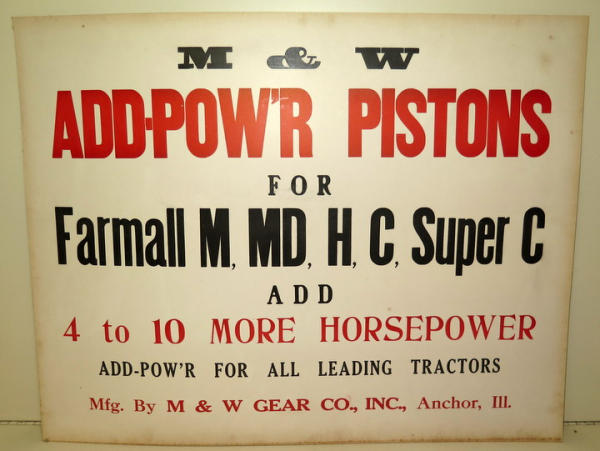 M & W
ADD-POW'R PISTONS
FOR
Farmall M, MD, H, C, Super C
ADD
4 to 10 MORE HORSEPOWER
ADD-POW'R FOR ALL LEADING TRACTORS
Mfg. By M & W GEAR CO., INC., Anchor, Ill.